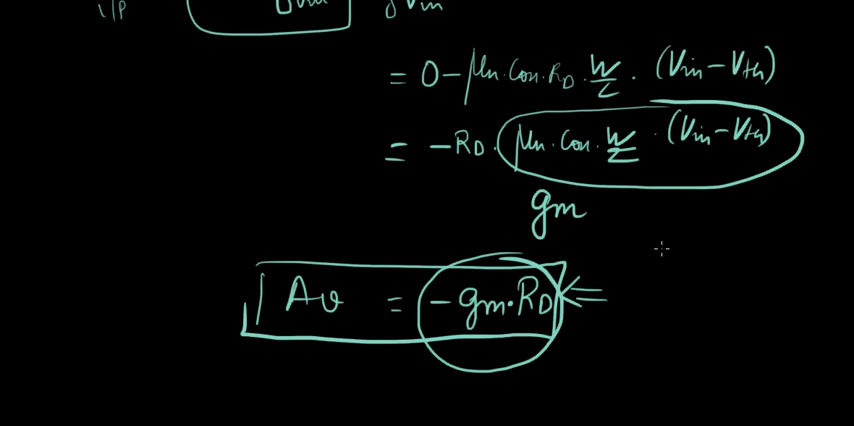 I/P
= 0 - μn · Cox · RD · W/L · (Vin - Vth)
= - RD · (μn · Cox · W/L · (Vin - Vth)
gm
Av = - gm · RD